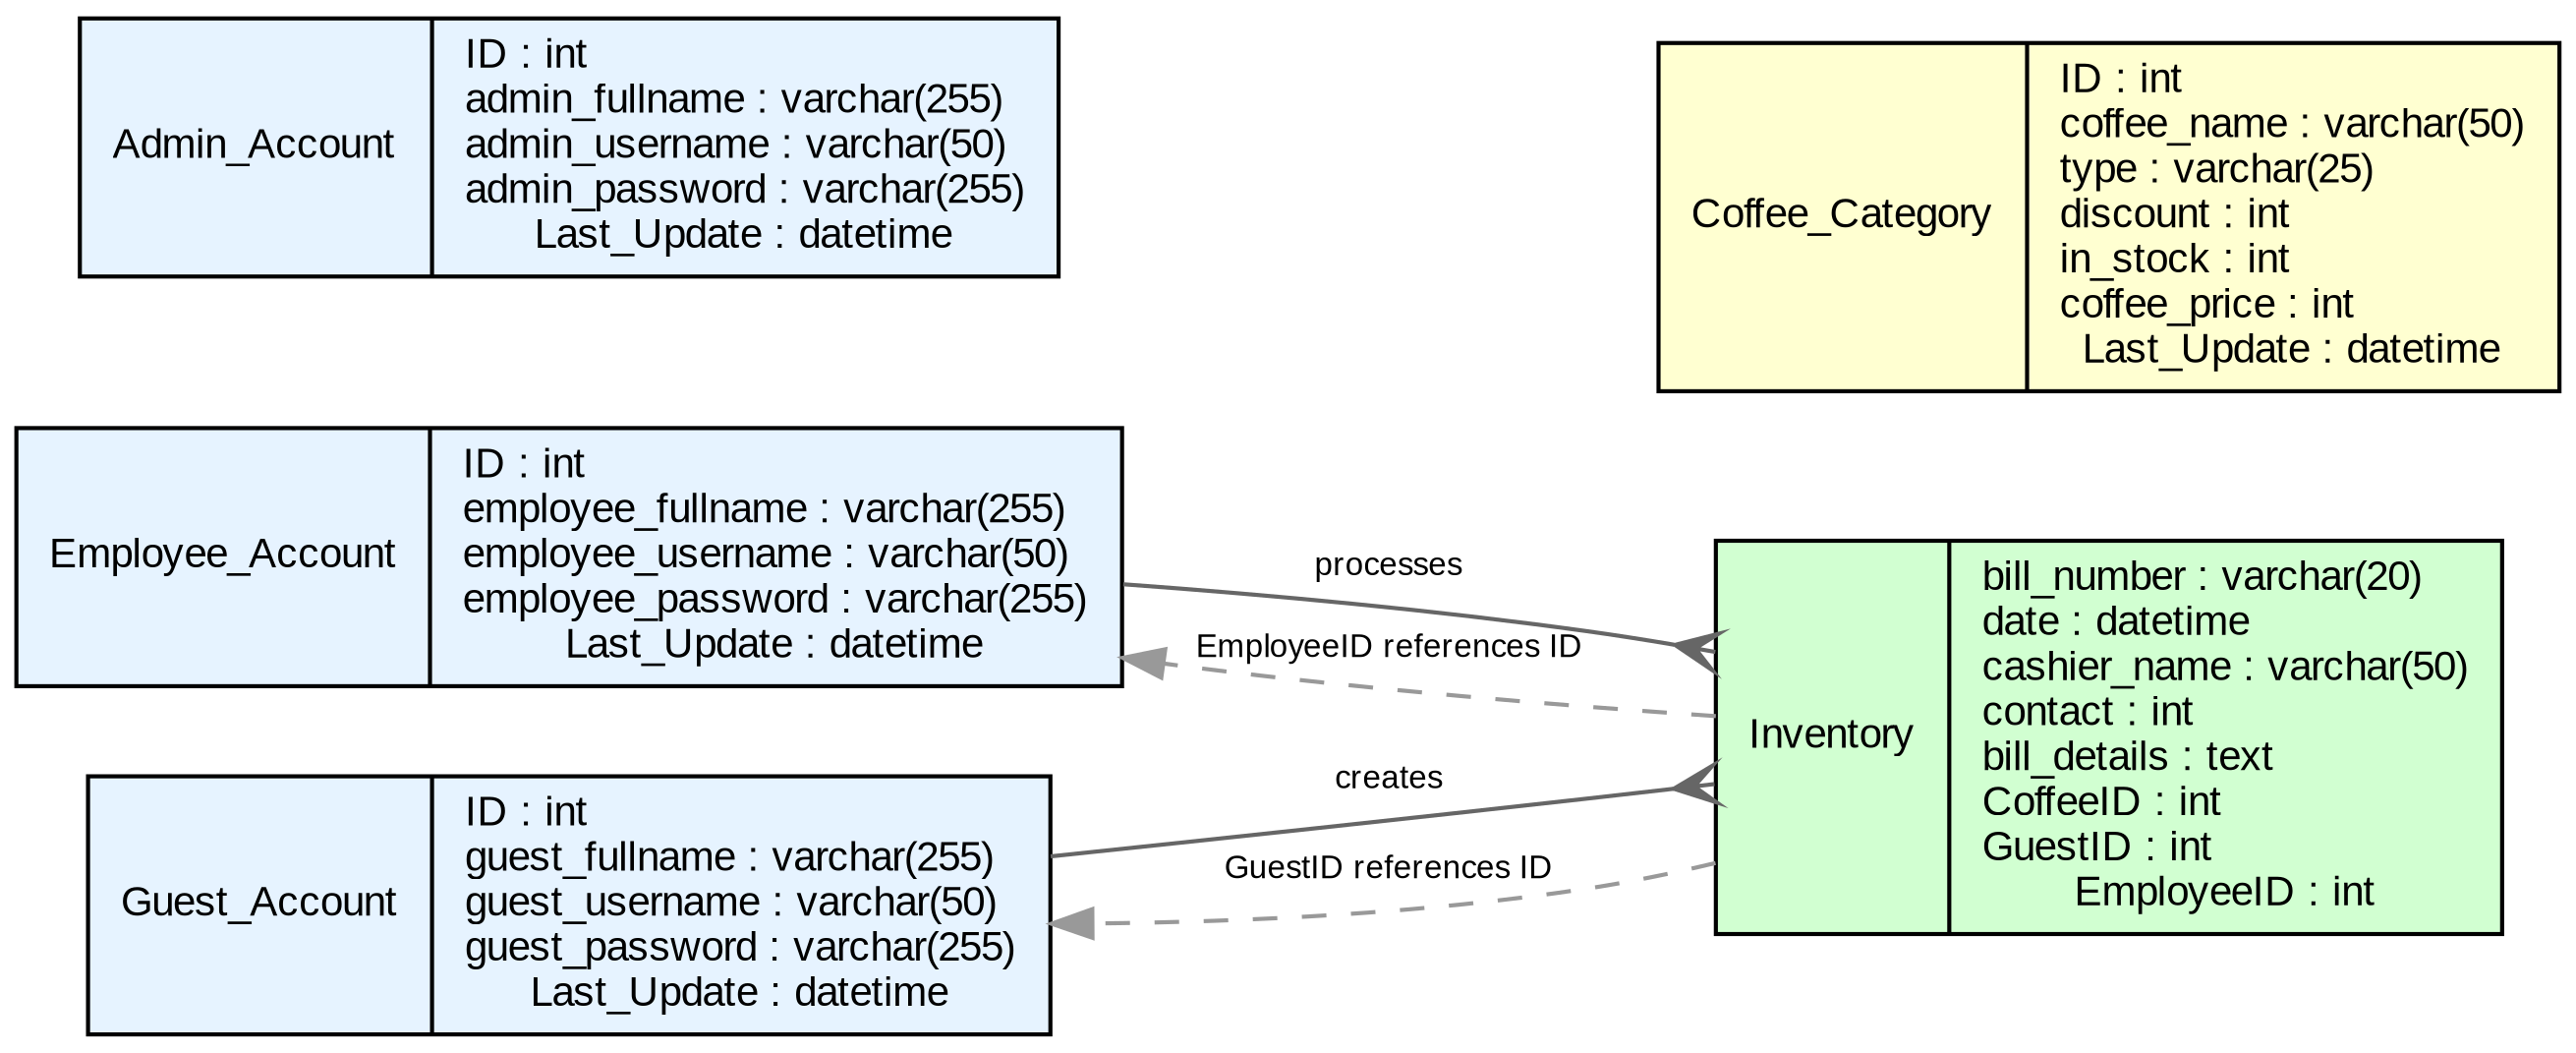 Admin_Account
ID : int
admin_fullname : varchar(255)
admin_username : varchar(50)
admin_password : varchar(255)
Last_Update : datetime
Coffee_Category
ID : int
coffee_name : varchar(50)
type : varchar(25)
discount : int
in_stock : int
coffee_price : int
Last_Update : datetime
Employee_Account
ID : int
employee_fullname : varchar(255)
employee_username : varchar(50)
employee_password : varchar(255)
Last_Update : datetime
processes
EmployeeID references ID
Inventory
bill_number : varchar(20)
date : datetime
cashier_name : varchar(50)
contact : int
bill_details : text
CoffeeID : int
GuestID : int
EmployeeID : int
creates
GuestID references ID
Guest_Account
ID : int
guest_fullname : varchar(255)
guest_username : varchar(50)
guest_password : varchar(255)
Last_Update : datetime